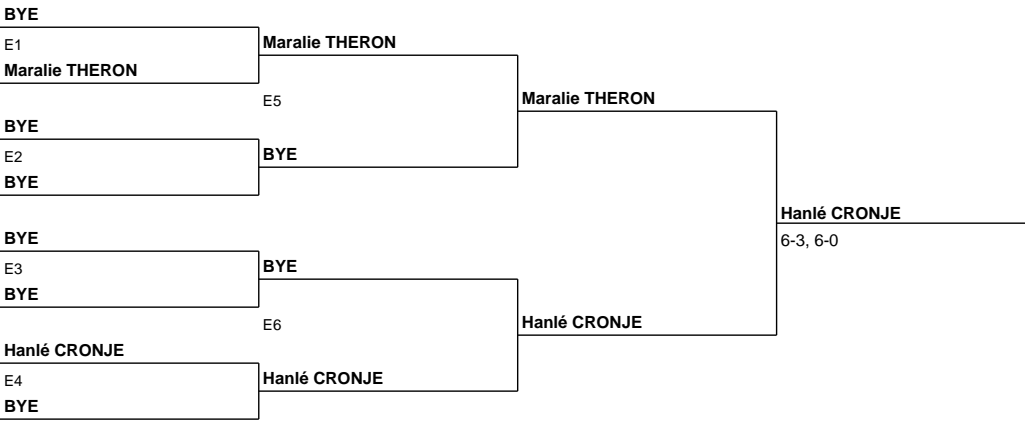 BYE
E1
Maralie THERON
BYE
E2
BYE
BYE
E3
BYE
Hanlé CRONJE
E4
BYE
Maralie THERON
E5
BYE
BYE
E6
Hanlé CRONJE
Maralie THERON
Hanlé CRONJE
Hanlé CRONJE
6-3, 6-0